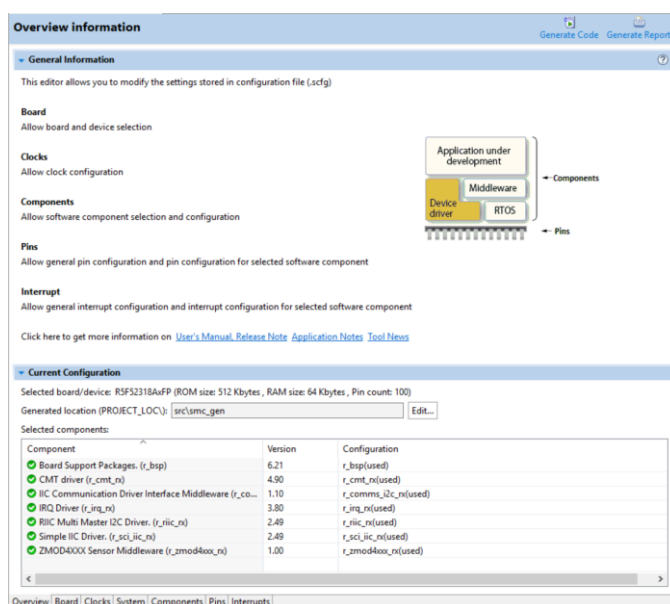 Overview information
Generate Code Generate Report
General Information
This editor allows you to modify the settings stored in configuration file (.scfg)
Board
Allow board and device selection
Clocks
Allow clock configuration
Components
Allow software component selection and configuration
Pins
Allow general pin configuration and pin configuration for selected software component
Interrupt
Allow general interrupt configuration and interrupt configuration for selected software component
Application under
development
Middleware
Device
driver
RTOS
Components
Pins
Click here to get more information on User's Manual, Release Note Application Notes Tool News
Current Configuration
Selected board/device: R5F52318AxFP (ROM size: 512 Kbytes , RAM size: 64 Kbytes , Pin count: 100)
Generated location (PROJECT_LOC\): src\smc_gen Edit...
Selected components:
Component Version Configuration
Board Support Packages. (r_bsp) 6.21 r_bsp(used)
CMT driver (r_cmt_rx) 4.90 r_cmt_rx(used)
IIC Communication Driver Interface Middleware (r_co... 1.10 r_comms_i2c_rx(used)
IRQ Driver (r_irq_rx) 3.80 r_irq_rx(used)
RIIC Multi Master I2C Driver. (r_riic_rx) 2.49 r_riic_rx(used)
Simple IIC Driver. (r_sci_iic_rx) 2.49 r_sci_iic_rx(used)
ZMOD4XXX Sensor Middleware (r_zmod4xxx_rx) 1.00 r_zmod4xxx_rx(used)
Overview Board Clocks System Components Pins Interrupts